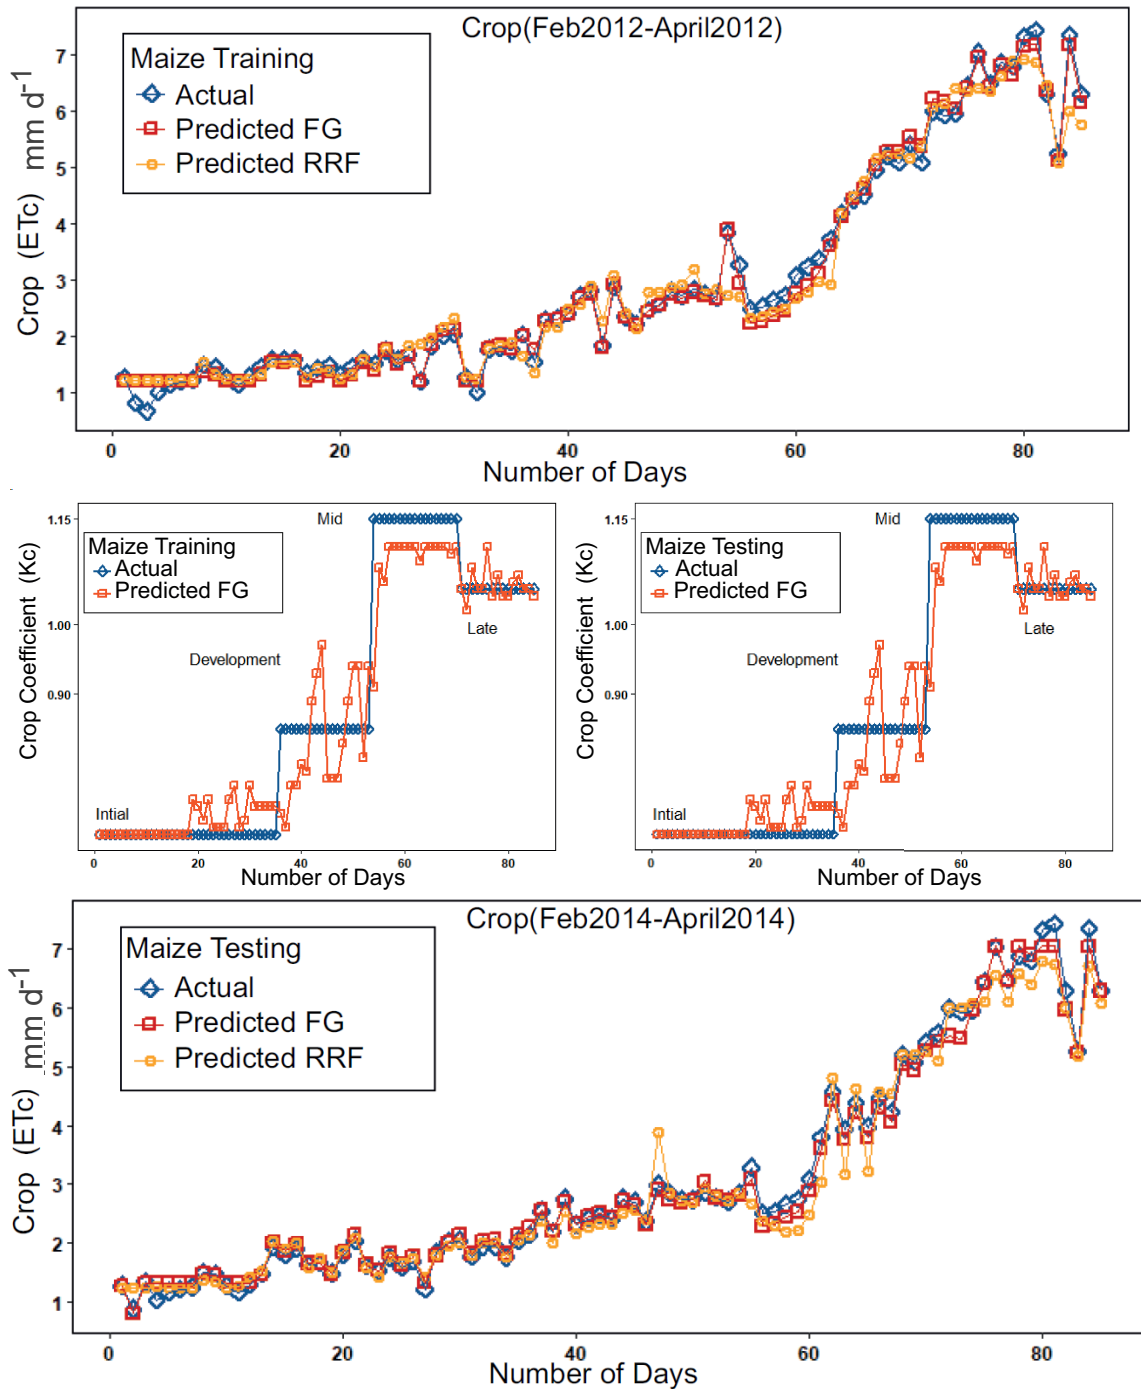 Crop(Feb2012-April2012)
Maize Training
Actual
Predicted FG
Predicted RRF
Crop (ETc) mm d⁻¹
7
6
5
4
3
2
1
0 20 40 60 80
Number of Days
Maize Training
Actual
Predicted FG
Mid
Development
Late
Intial
Crop Coefficient (Kc)
1.15
1.00
0.90
0 20 40 60 80
Number of Days
Maize Testing
Actual
Predicted FG
Mid
Development
Late
Intial
Crop Coefficient (Kc)
1.15
1.00
0.90
0 20 40 60 80
Number of Days
Crop(Feb2014-April2014)
Maize Testing
Actual
Predicted FG
Predicted RRF
Crop (ETc) mm d⁻¹
7
6
5
4
3
2
1
0 20 40 60 80
Number of Days